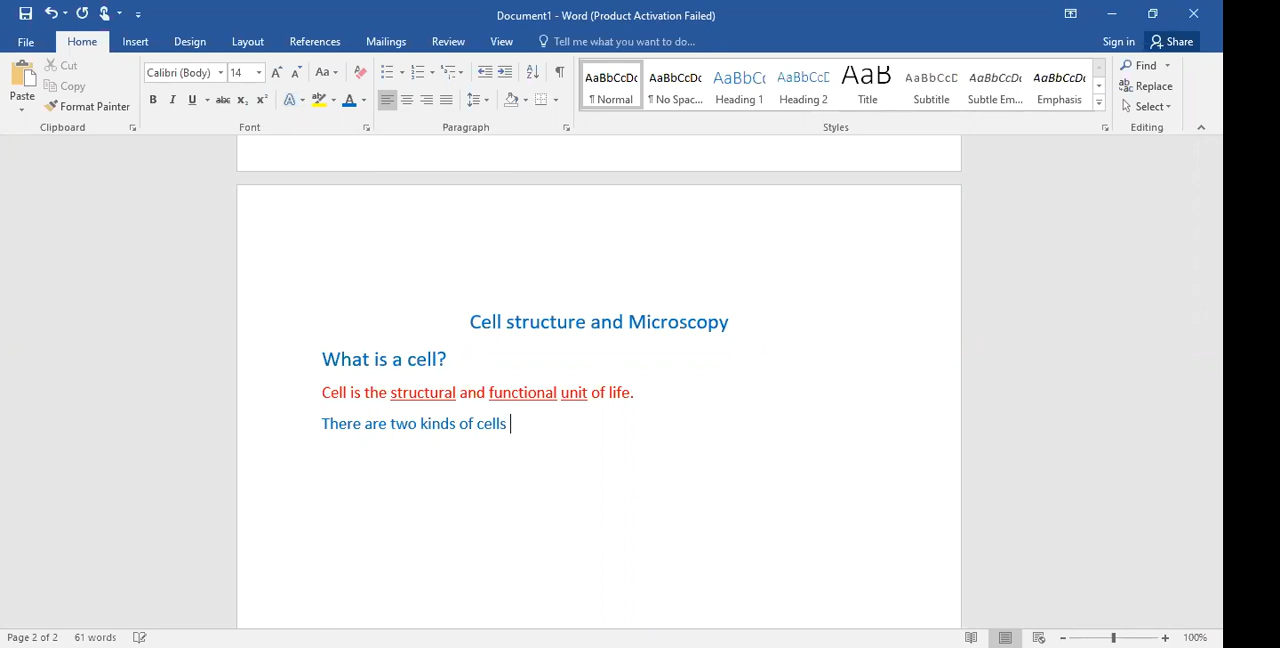 Document1 - Word (Product Activation Failed)
File Home Insert Design Layout References Mailings Review View Tell me what you want to do... Sign in Share
Cut
Copy
Format Painter
Paste
Clipboard
Calibri (Body) 14
Font
Paragraph
AaBbCcDc AaBbCcDc AaBbCc AaBbCcD AaB AaBbCcD AaBbCcDc AaBbCcDc
¶ Normal ¶ No Spac... Heading 1 Heading 2 Title Subtitle Subtle Em... Emphasis
Styles
Find
Replace
Select
Editing
Cell structure and Microscopy
What is a cell?
Cell is the structural and functional unit of life.
There are two kinds of cells
Page 2 of 2 61 words 100%